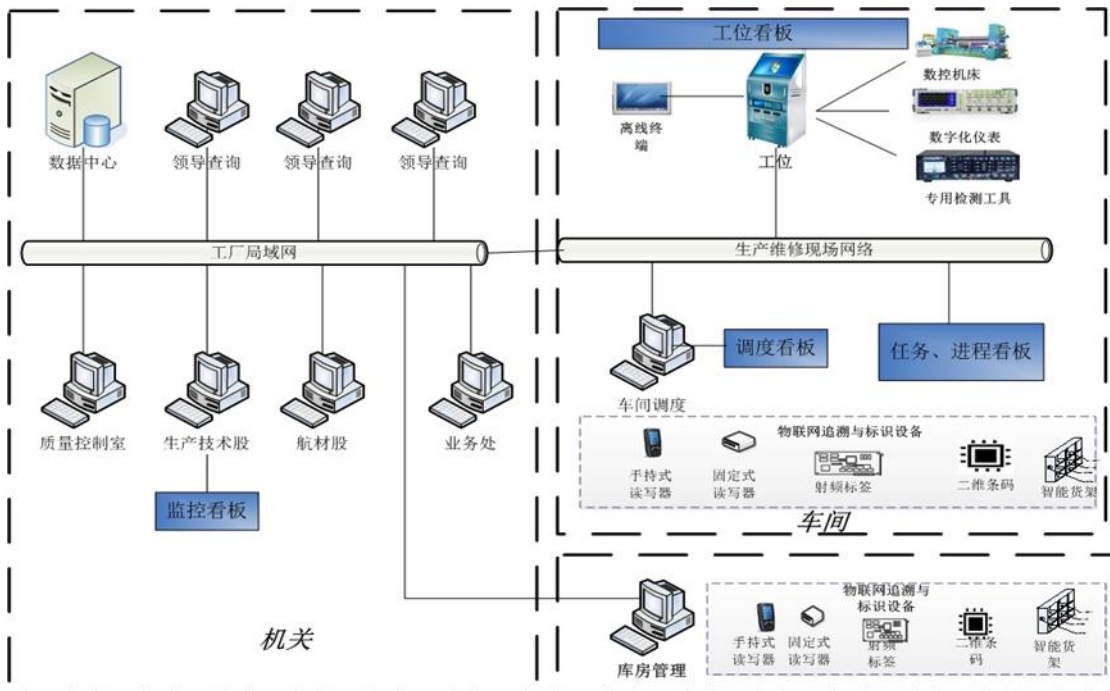 数据中心
领导查询
领导查询
领导查询
工厂局域网
质量控制室
生产技术股
航材股
业务处
监控看板
机关
工位看板
离线终
端
工位
数控机床
数字化仪表
专用检测工具
生产维修现场网络
车间调度
调度看板
任务、进程看板
物联网追溯与标识设备
手持式
读写器
固定式
读写器
射频标签
二维条码
智能货架
车间
库房管理
物联网追溯与
标识设备
手持式
读写器
固定式
读写器
射频
标签
二维条
码
智能货
架